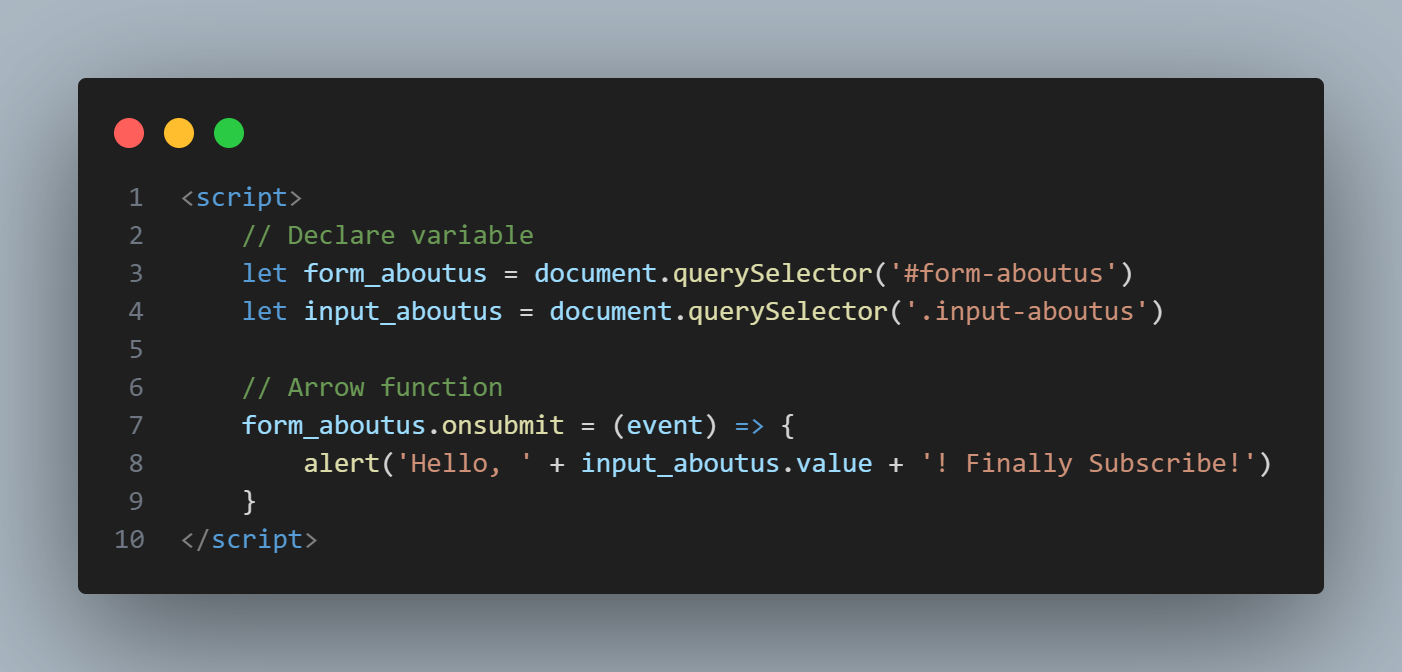 1 <script>
2     // Declare variable
3     let form_aboutus = document.querySelector('#form-aboutus')
4     let input_aboutus = document.querySelector('.input-aboutus')
5
6     // Arrow function
7     form_aboutus.onsubmit = (event) => {
8         alert('Hello, ' + input_aboutus.value + '! Finally Subscribe!')
9     }
10 </script>